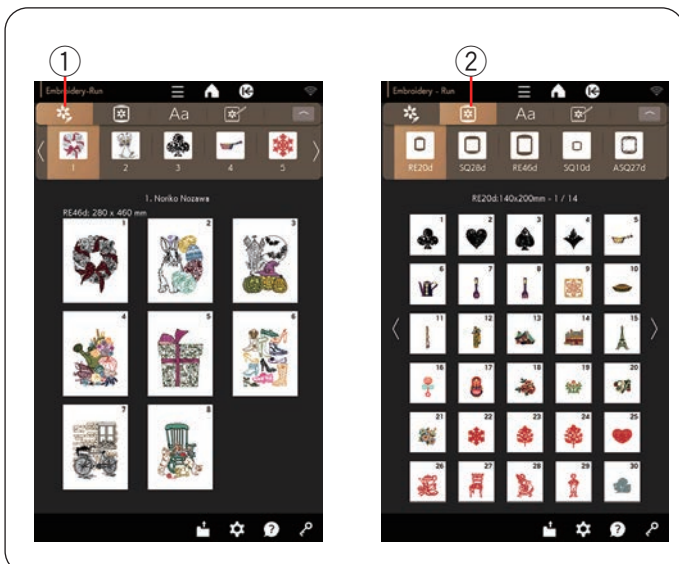 1
2
Embroidery-Run
Aa
1 2 3 4 5
1. Noriko Nozawa
RE46d: 280 x 460 mm
1 2 3
4 5 6
7 8
Embroidery - Run
Aa
RE20d SQ28d RE46d SQ10d ASQ27d
RE20d:140x200mm - 1 / 14
1 2 3 4 5
6 7 8 9 10
11 12 13 14 15
16 17 18 19 20
21 22 23 24 25
26 27 28 29 30